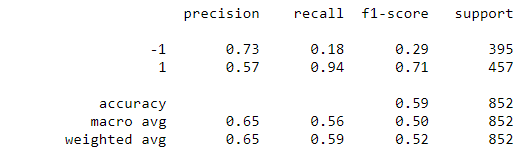 precision recall f1-score support
-1 0.73 0.18 0.29 395
1 0.57 0.94 0.71 457
accuracy 0.59 852
macro avg 0.65 0.56 0.50 852
weighted avg 0.65 0.59 0.52 852